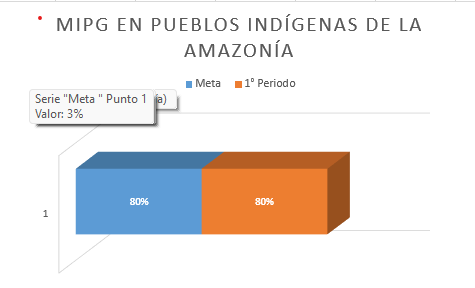 MIPG EN PUEBLOS INDÍGENAS DE LA
AMAZONÍA
Meta
1° Periodo
Serie "Meta " Punto 1
Valor: 3%
ía)
80%
80%
1